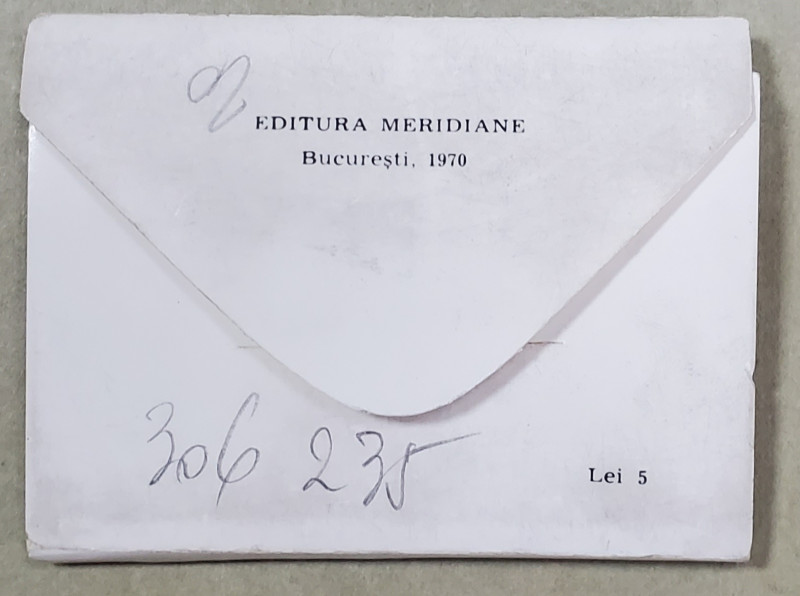 EDITURA MERIDIANE
București, 1970
306 235
Lei 5